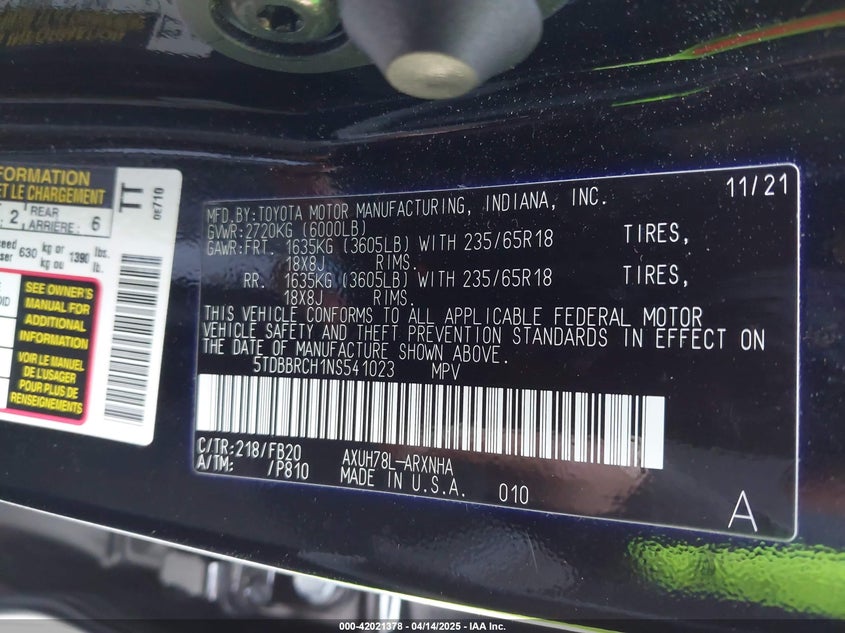 FORMATION
ET LE CHARGEMENT
2 REAR ARRIÈRE: 6
TT
0E710
630 kg or kg ou 1390 lbs. lb.
SEE OWNER'S
MANUAL FOR
ADDITIONAL
INFORMATION
VOIR LE MANUEL
DE L'USAGER
POUR PLUS DE
RENSEIGNEMENTS
11/21
MFD.BY:TOYOTA MOTOR MANUFACTURING, INDIANA, INC.
GVWR:2720KG (6000LB)
GAWR:FRT. 1635KG (3605LB) WITH 235/65R18 TIRES,
18X8J RIMS.
RR. 1635KG (3605LB) WITH 235/65R18 TIRES,
18X8J RIMS.
THIS VEHICLE CONFORMS TO ALL APPLICABLE FEDERAL MOTOR
VEHICLE SAFETY AND THEFT PREVENTION STANDARDS IN EFFECT ON
THE DATE OF MANUFACTURE SHOWN ABOVE.
5TDBBRCH1NS541023 MPV
C/TR:218/FB20 AXUH78L-ARXNHA
A/TM: /P810 MADE IN U.S.A. 010
A
000-42021378 - 04/14/2025 - IAA Inc.